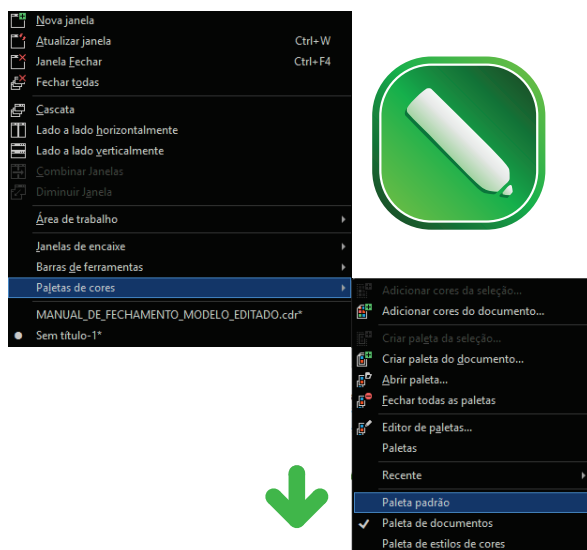 Nova janela
Atualizar janela Ctrl+W
Janela Fechar Ctrl+F4
Fechar todas
Cascata
Lado a lado horizontalmente
Lado a lado verticalmente
Combinar Janelas
Diminuir Janela
Área de trabalho
Janelas de encaixe
Barras de ferramentas
Paletas de cores
MANUAL_DE_FECHAMENTO_MODELO_EDITADO.cdr*
Sem título-1*
Adicionar cores da seleção...
Adicionar cores do documento...
Criar paleta da seleção...
Criar paleta do documento...
Abrir paleta...
Fechar todas as paletas
Editor de paletas...
Paletas
Recente
Paleta padrão
Paleta de documentos
Paleta de estilos de cores